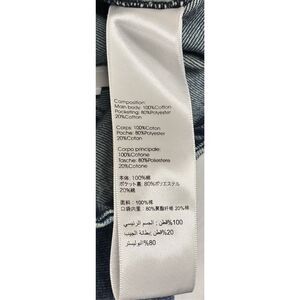 Composition:
Main body: 100%Cotton
Pocketing: 80%Polyester
20%Cotton
Corps: 100%Coton
Poche: 80%Polyester
20%Coton
Corpo principale:
100%Cotone
Tasche: 80%Poliestere
20%Cotone
本体: 100%綿
ポケット裏: 80%ポリエステル
20%綿
面料: 100%棉
口袋内里: 80%聚酯纤维 20%棉
100%قطن: الجسم الرئيسي
20%قطن: بطانة الجيب
80% البوليستر